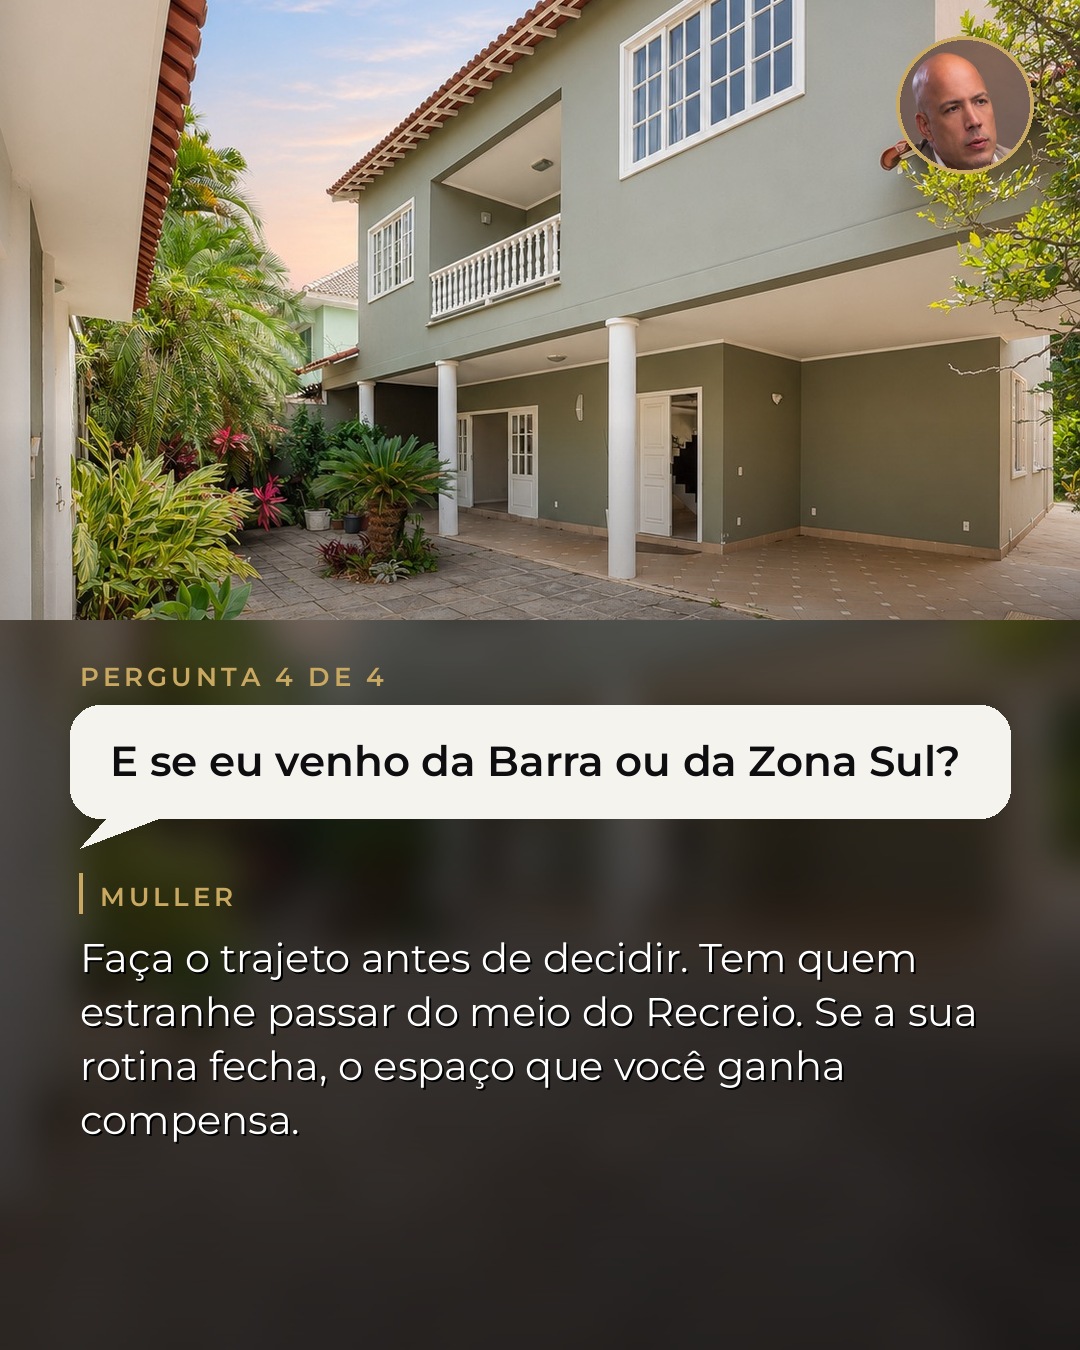 PERGUNTA 4 DE 4
E se eu venho da Barra ou da Zona Sul?
MULLER
Faça o trajeto antes de decidir. Tem quem
estranhe passar do meio do Recreio. Se a sua
rotina fecha, o espaço que você ganha
compensa.